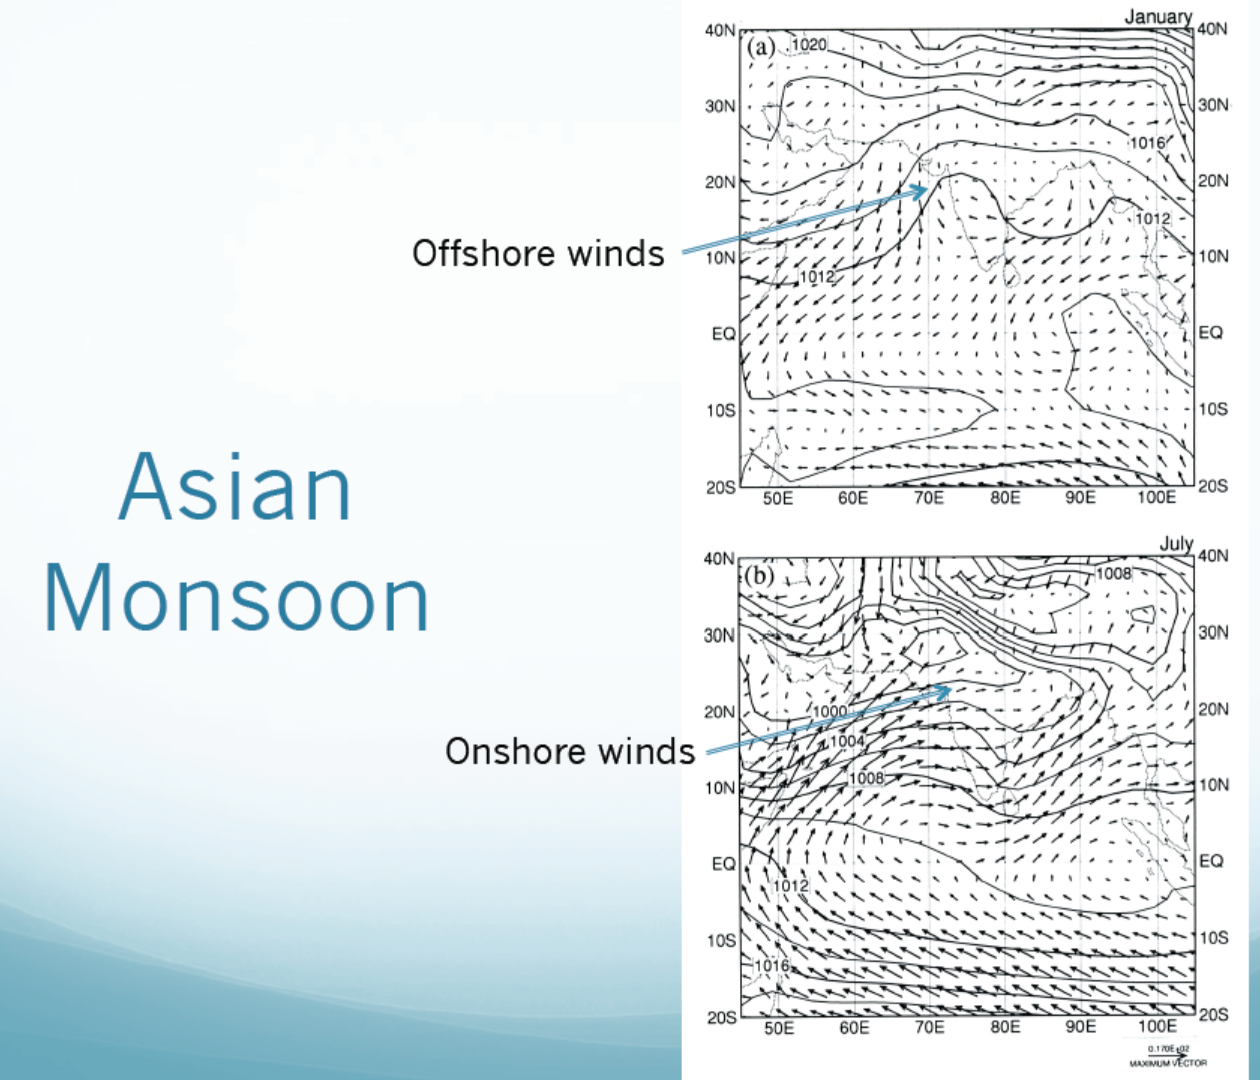 Asian
Monsoon
Offshore winds
Onshore winds
January
(a)
40N
30N
20N
10N
EQ
10S
20S
40N
30N
20N
10N
EQ
10S
20S
1020
1016
1012
1012
50E 60E 70E 80E 90E 100E
July
(b)
40N
30N
20N
10N
EQ
10S
20S
40N
30N
20N
10N
EQ
10S
20S
1008
1000
1004
1008
1012
1016
50E 60E 70E 80E 90E 100E
0.170E+02
MAXIMUM VECTOR